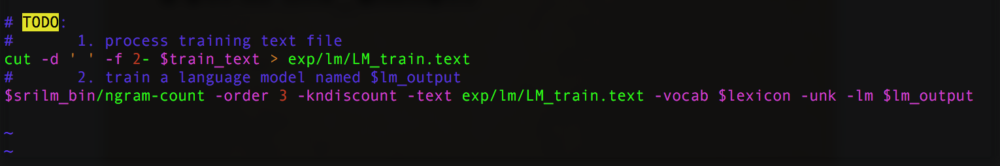 # TODO:
#       1. process training text file
cut -d ' ' -f 2- $train_text > exp/lm/LM_train.text
#       2. train a language model named $lm_output
$srilm_bin/ngram-count -order 3 -kndiscount -text exp/lm/LM_train.text -vocab $lexicon -unk -lm $lm_output
~
~